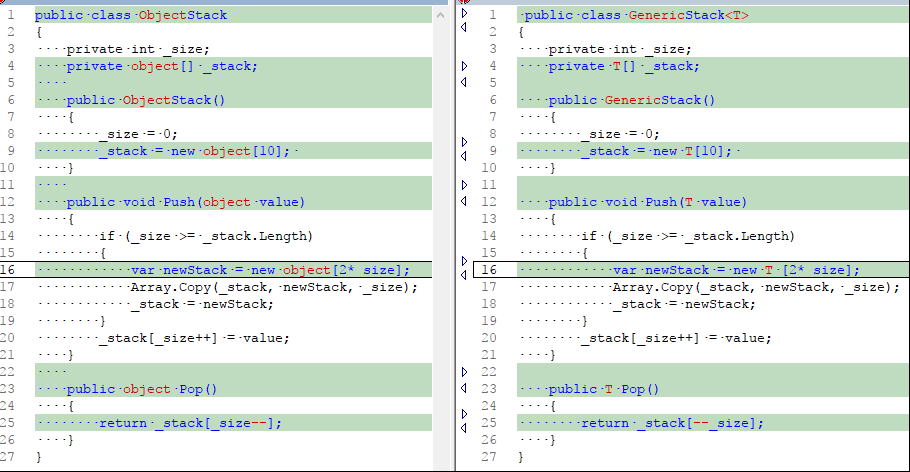 1 public class ObjectStack
2 {
3     private int _size;
4     private object[] _stack;
5
6     public ObjectStack()
7     {
8         _size = 0;
9         _stack = new object[10];
10     }
11
12     public void Push(object value)
13     {
14         if (_size >= _stack.Length)
15         {
16             var newStack = new object[2* size];
17             Array.Copy(_stack, newStack, _size);
18             _stack = newStack;
19         }
20         _stack[_size++] = value;
21     }
22
23     public object Pop()
24     {
25         return _stack[_size--];
26     }
27 }
1  public class GenericStack<T>
2 {
3     private int _size;
4     private T[] _stack;
5
6     public GenericStack()
7     {
8         _size = 0;
9         _stack = new T[10];
10     }
11
12     public void Push(T value)
13     {
14         if (_size >= _stack.Length)
15         {
16             var newStack = new T [2* size];
17             Array.Copy(_stack, newStack, _size);
18             _stack = newStack;
19         }
20         _stack[_size++] = value;
21     }
22
23     public T Pop()
24     {
25         return _stack[--_size];
26     }
27 }